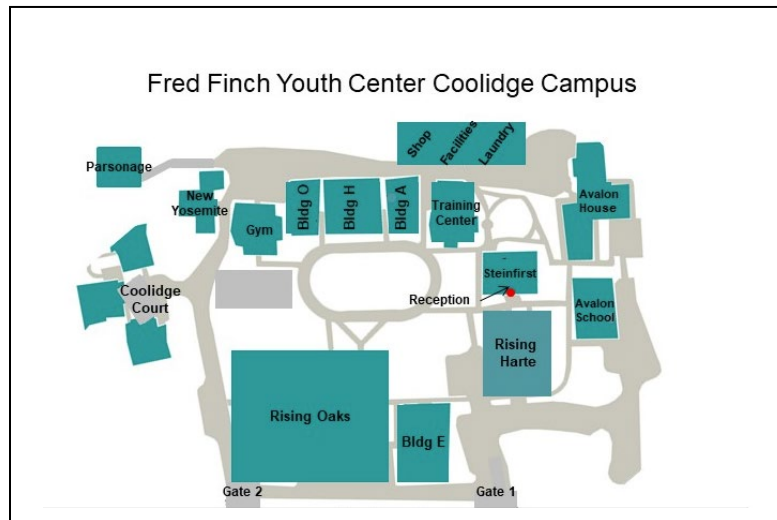 Fred Finch Youth Center Coolidge Campus
Shop
Facilities
Laundry
Parsonage
New
Yosemite
Gym
Bldg O
Bldg H
Bldg A
Training
Center
Avalon
House
Steinfirst
Reception
Coolidge
Court
Avalon
School
Rising
Harte
Rising Oaks
Bldg E
Gate 2
Gate 1